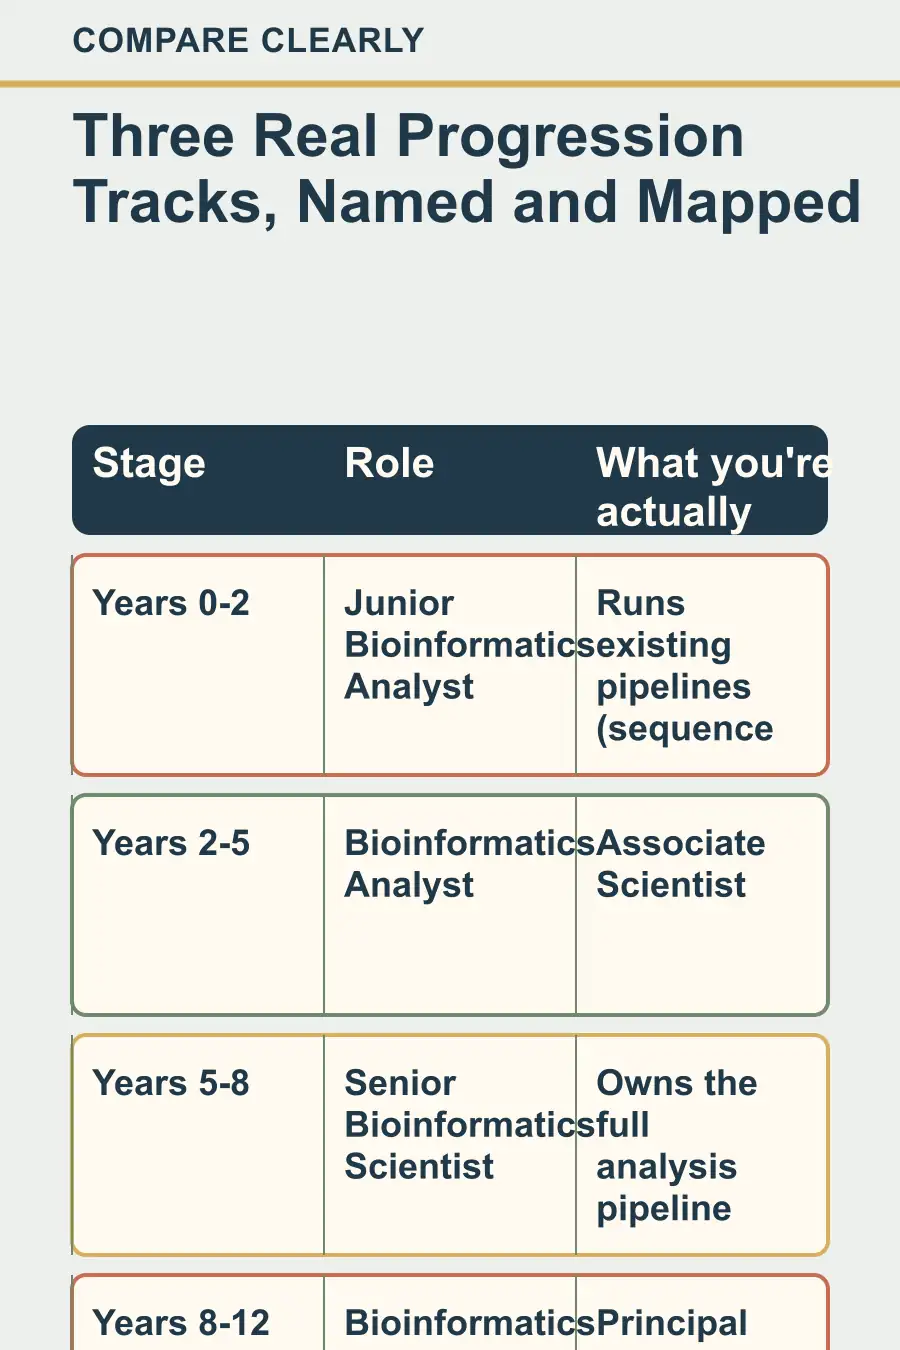 COMPARE CLEARLY
Three Real Progression
Tracks, Named and Mapped
Stage
Role
What you're
actually
Years 0-2
Junior
Bioinformatics
Analyst
Runs
existing
pipelines
(sequence
Years 2-5
Bioinformatics
Analyst
Associate
Scientist
Years 5-8
Senior
Bioinformatics
Scientist
Owns the
full
analysis
pipeline
Years 8-12
Bioinformatics
Principal